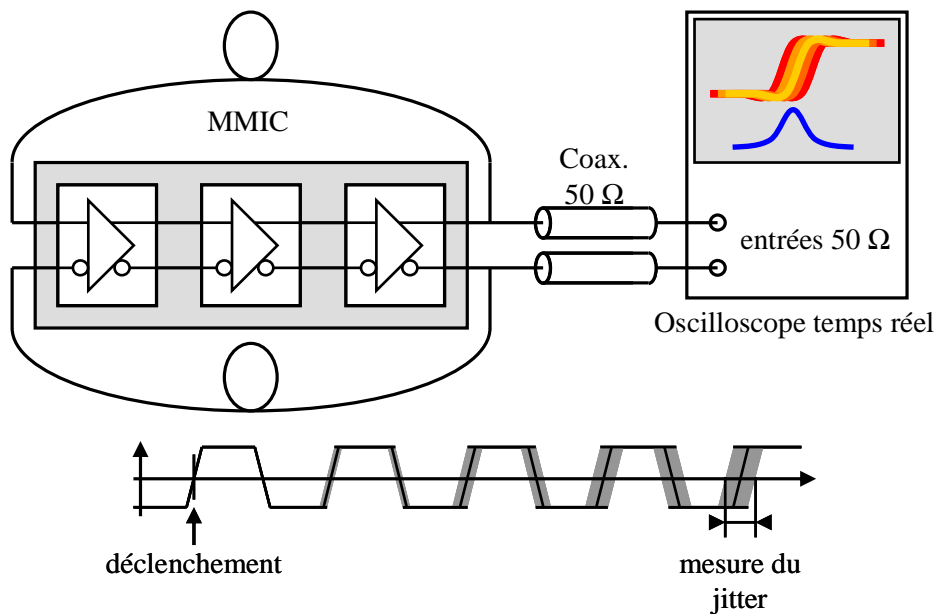 MMIC
Coax.
50 Ω
entrées 50 Ω
Oscilloscope temps réel
déclenchement
mesure du
jitter